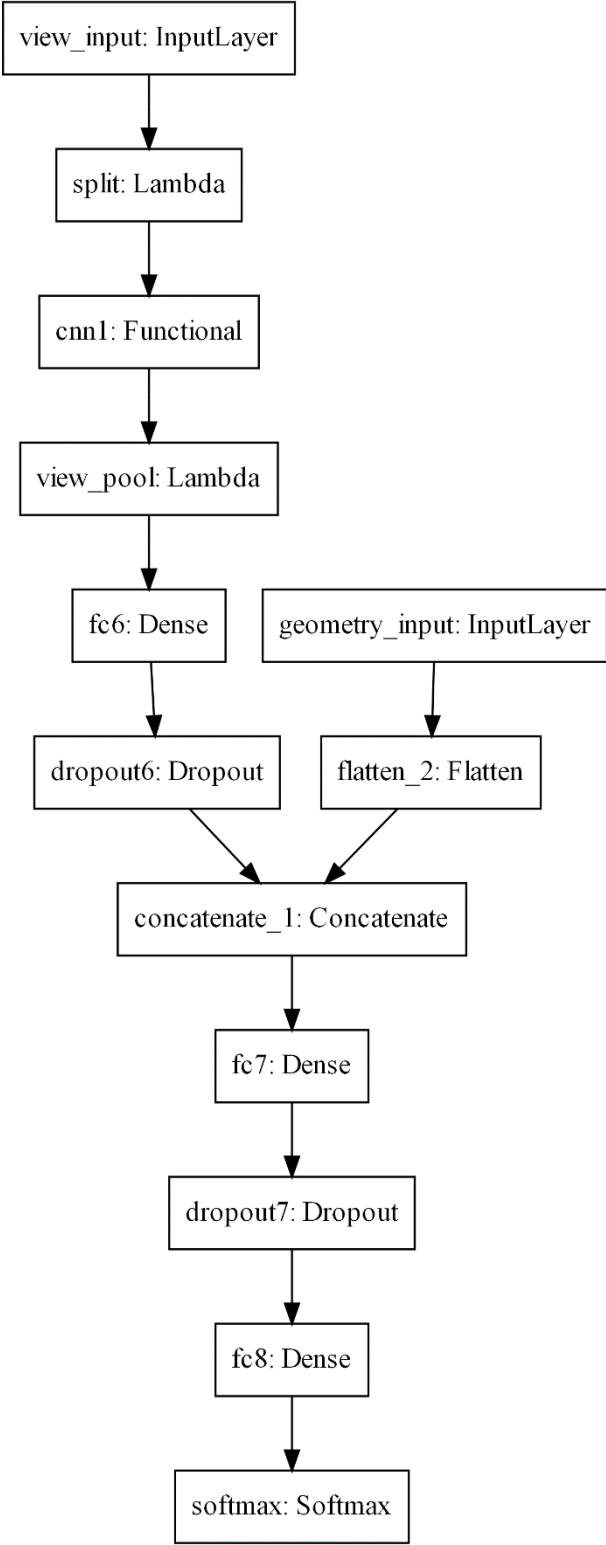 view_input: InputLayer
split: Lambda
cnn1: Functional
view_pool: Lambda
fc6: Dense
geometry_input: InputLayer
dropout6: Dropout
flatten_2: Flatten
concatenate_1: Concatenate
fc7: Dense
dropout7: Dropout
fc8: Dense
softmax: Softmax